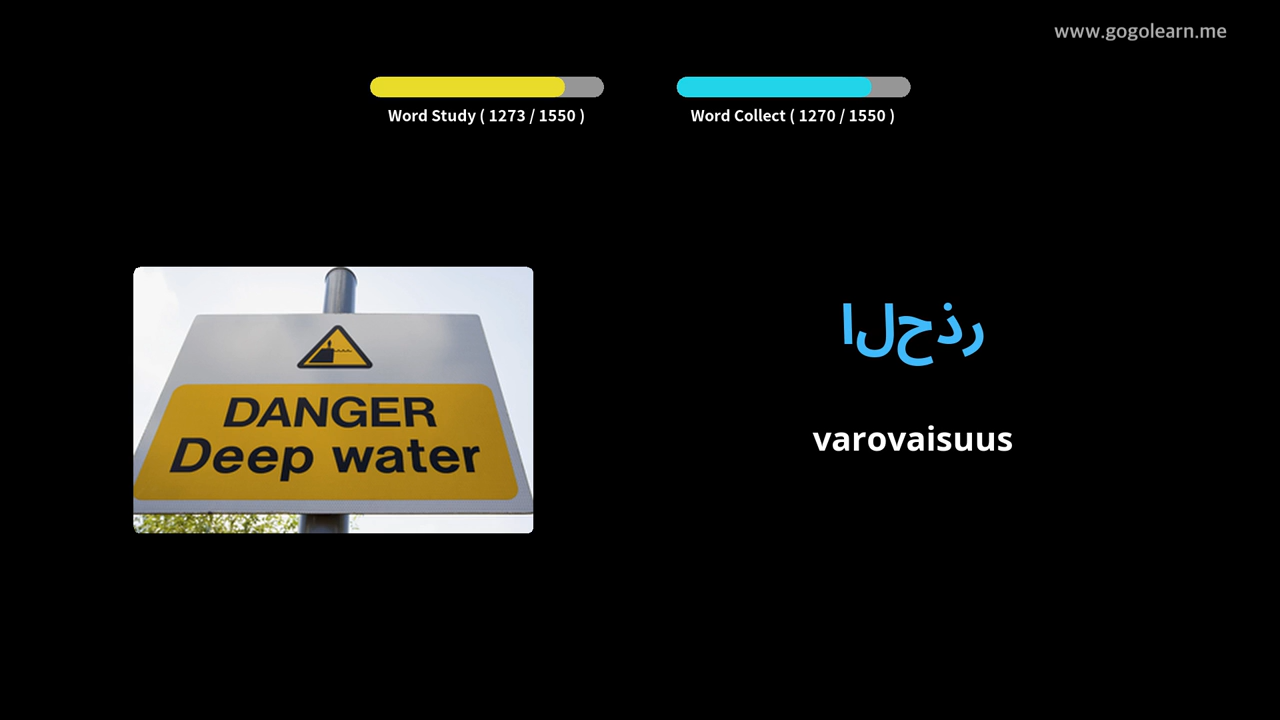 www.gogolearn.me
Word Study ( 1273 / 1550 )
Word Collect ( 1270 / 1550 )
DANGER
Deep water
الحذر
varovaisuus